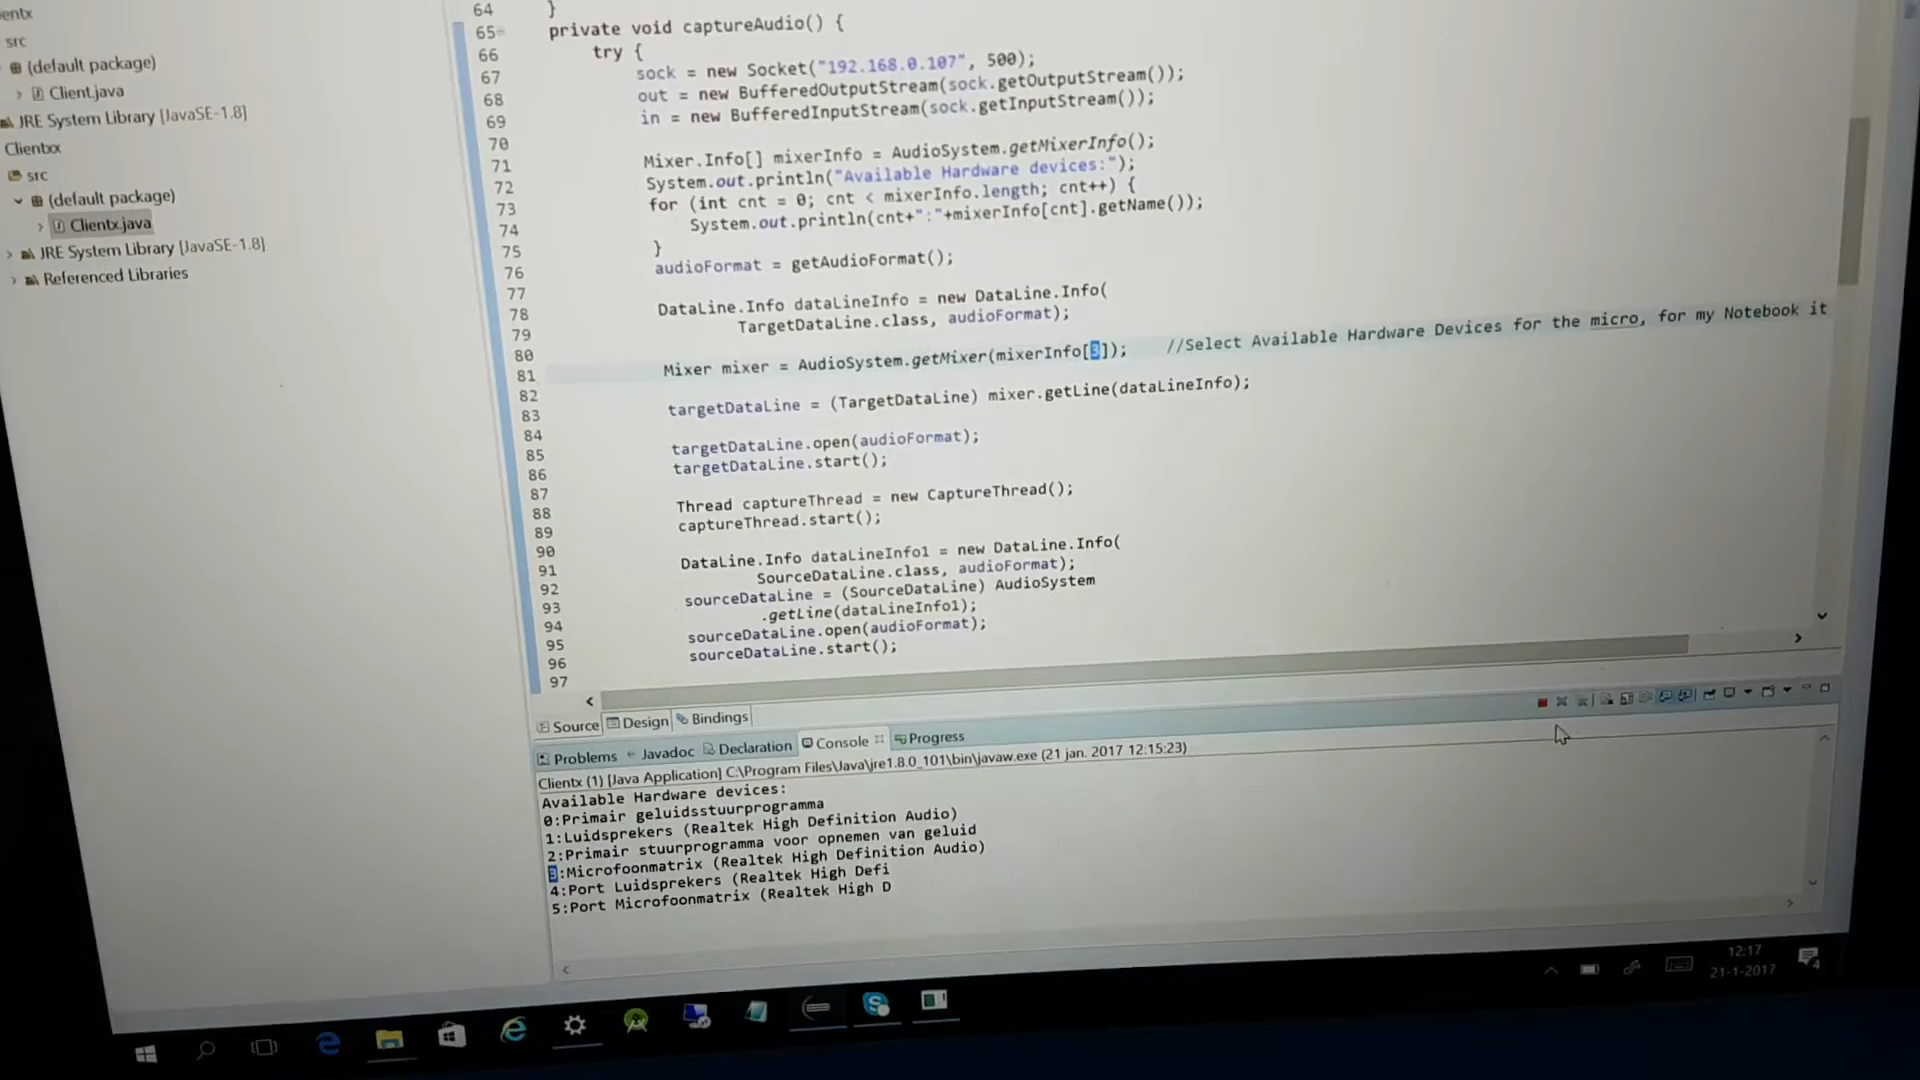 src
(default package)
Client.java
JRE System Library [JavaSE-1.8]
Clientxx
src
(default package)
Clientx.java
JRE System Library [JavaSE-1.8]
Referenced Libraries
64 }
65 private void captureAudio() {
66 try {
67 sock = new Socket("192.168.0.107", 500);
68 out = new BufferedOutputStream(sock.getOutputStream());
69 in = new BufferedInputStream(sock.getInputStream());
70
71 Mixer.Info[] mixerInfo = AudioSystem.getMixerInfo();
72 System.out.println("Available Hardware devices:");
73 for (int cnt = 0; cnt < mixerInfo.length; cnt++) {
74 System.out.println(cnt+":"+mixerInfo[cnt].getName());
75 }
76 audioFormat = getAudioFormat();
77
78 DataLine.Info dataLineInfo = new DataLine.Info(
79 TargetDataLine.class, audioFormat);
80
81 Mixer mixer = AudioSystem.getMixer(mixerInfo[3]); //Select Available Hardware Devices for the micro, for my Notebook it
82
83 targetDataLine = (TargetDataLine) mixer.getLine(dataLineInfo);
84
85 targetDataLine.open(audioFormat);
86 targetDataLine.start();
87
88 Thread captureThread = new CaptureThread();
89 captureThread.start();
90
91 DataLine.Info dataLineInfo1 = new DataLine.Info(
92 SourceDataLine.class, audioFormat);
93 sourceDataLine = (SourceDataLine) AudioSystem
94 .getLine(dataLineInfo1);
95 sourceDataLine.open(audioFormat);
96 sourceDataLine.start();
97
Source Design Bindings
Problems Javadoc Declaration Console Progress
Clientx (1) [Java Application] C:\Program Files\Java\jre1.8.0_101\bin\javaw.exe (21 jan. 2017 12:15:23)
Available Hardware devices:
0:Primair geluidsstuurprogramma
1:Luidsprekers (Realtek High Definition Audio)
2:Primair stuurprogramma voor opnemen van geluid
3:Microfoonmatrix (Realtek High Definition Audio)
4:Port Luidsprekers (Realtek High Defi
5:Port Microfoonmatrix (Realtek High D
12:17
21-1-2017